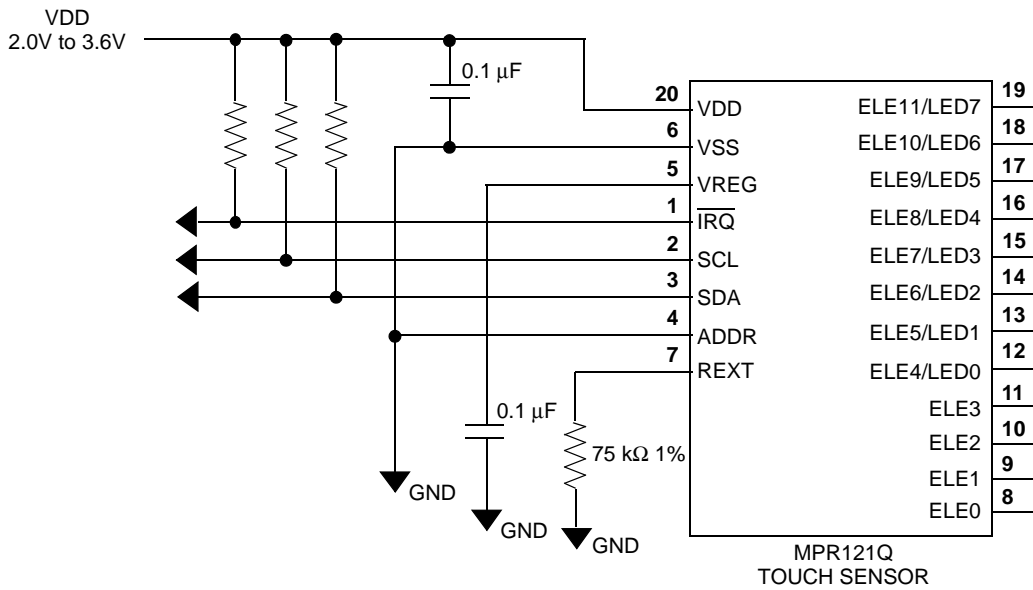 VDD
2.0V to 3.6V
0.1 μF
20 VDD
6 VSS
5 VREG
1 IRQ
2 SCL
3 SDA
4 ADDR
7 REXT
0.1 μF
75 kΩ 1%
GND
GND
GND
ELE11/LED7 19
ELE10/LED6 18
ELE9/LED5 17
ELE8/LED4 16
ELE7/LED3 15
ELE6/LED2 14
ELE5/LED1 13
ELE4/LED0 12
ELE3 11
ELE2 10
ELE1 9
ELE0 8
MPR121Q
TOUCH SENSOR